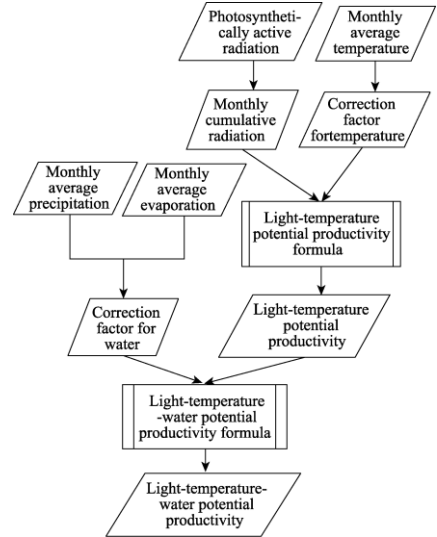 Photosyntheti-
cally active
radiation
Monthly
average
temperature
Monthly
cumulative
radiation
Correction
factor
fortemperature
Monthly
average
precipitation
Monthly
average
evaporation
Light-temperature
potential productivity
formula
Correction
factor for
water
Light-temperature
potential
productivity
Light-temperature
-water potential
productivity formula
Light-temperature-
water potential
productivity